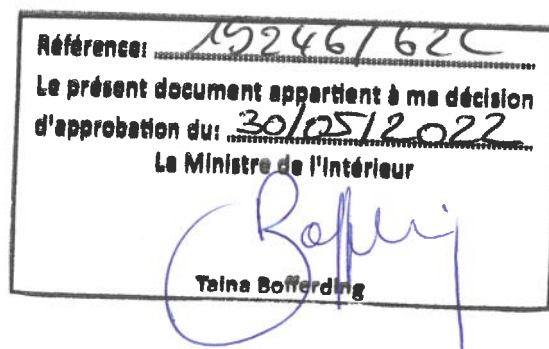 Référence: 19246/62C
Le présent document appartient à ma décision
d'approbation du: 30/05/2022
La Ministre de l'Intérieur
Taina Bofferding